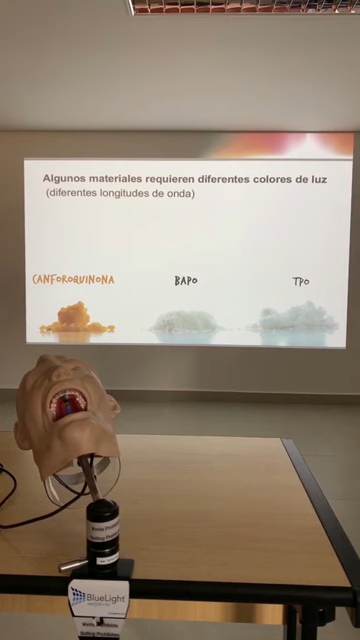 Algunos materiales requieren diferentes colores de luz
(diferentes longitudes de onda)
CANFOROQUINONA
BAPO
TPO
BlueLight